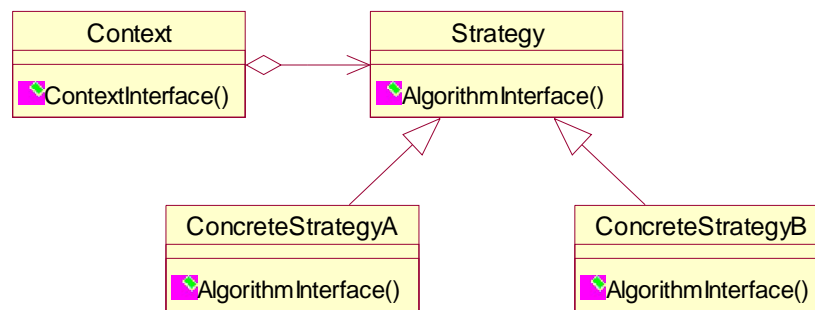 Context
Strategy
ContextInterface()
AlgorithmInterface()
ConcreteStrategyA
ConcreteStrategyB
AlgorithmInterface()
AlgorithmInterface()